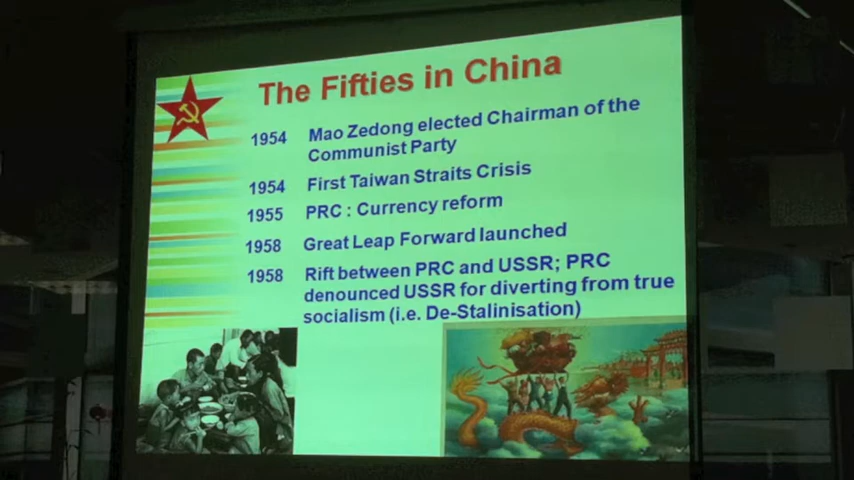 The Fifties in China
1954 Mao Zedong elected Chairman of the
Communist Party
1954 First Taiwan Straits Crisis
1955 PRC : Currency reform
1958 Great Leap Forward launched
1958 Rift between PRC and USSR; PRC
denounced USSR for diverting from true
socialism (i.e. De-Stalinisation)